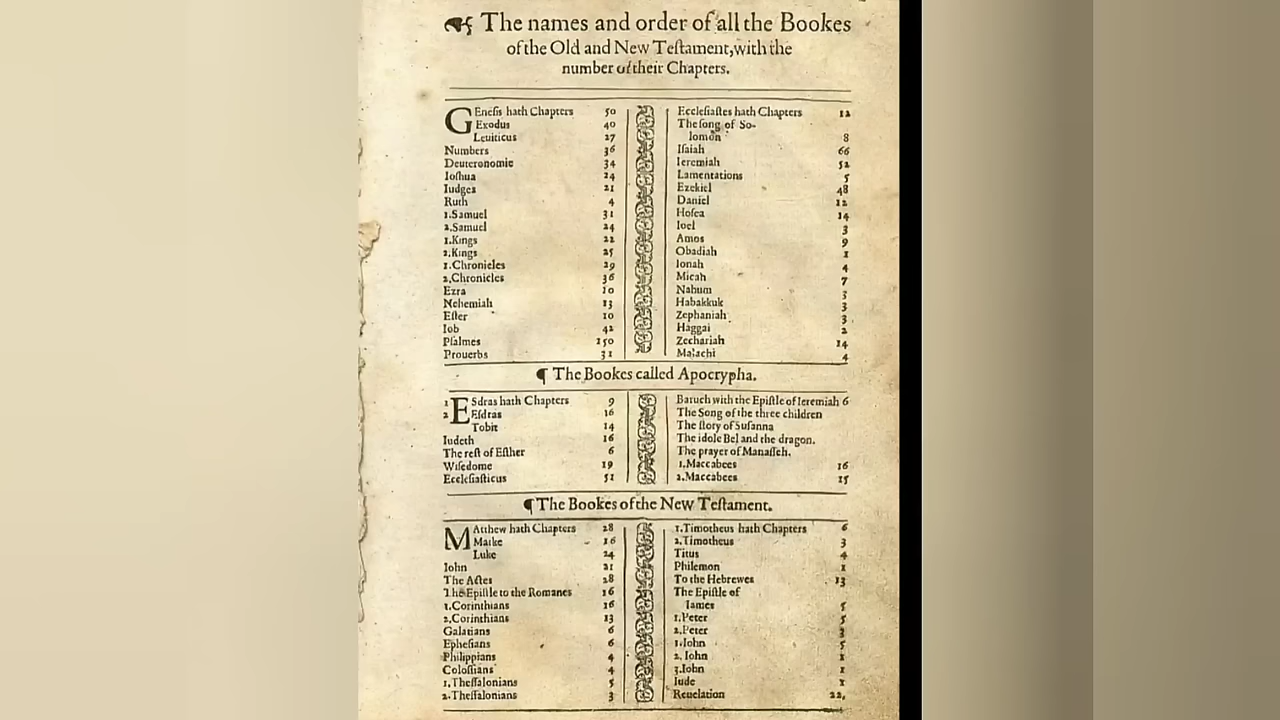 The names and order of all the Bookes
of the Old and New Teſtament, with the
number of their Chapters.
GEneſis hath Chapters 50
Exodus 40
Leuiticus 27
Numbers 36
Deuteronomie 34
Ioſhua 24
Iudges 21
Ruth 4
1.Samuel 31
2.Samuel 24
1.Kings 22
2.Kings 25
1.Chronicles 29
2.Chronicles 36
Ezra 10
Nehemiah 13
Eſter 10
Iob 42
Pſalmes 150
Prouerbs 31
Eccleſiaſtes hath Chapters 12
The ſong of So-
lomon 8
Iſaiah 66
Ieremiah 52
Lamentations 5
Ezekiel 48
Daniel 12
Hoſea 14
Ioel 3
Amos 9
Obadiah 1
Ionah 4
Micah 7
Nahum 3
Habakkuk 3
Zephaniah 3
Haggai 2
Zechariah 14
Malachi 4
¶ The Bookes called Apocrypha.
1 ESdras hath Chapters 9
2 Eſdras 16
Tobit 14
Iudeth 16
The reſt of Eſther 6
Wiſedome 19
Eccleſiaſticus 51
Baruch with the Epiſtle of Ieremiah 6
The Song of the three children
The ſtory of Suſanna
The idole Bel and the dragon.
The prayer of Manaſſeh.
1.Maccabees 16
2.Maccabees 15
¶ The Bookes of the New Teſtament.
MAtthew hath Chapters 28
Marke 16
Luke 24
Iohn 21
The Actes 28
The Epiſtle to the Romanes 16
1.Corinthians 16
2.Corinthians 13
Galatians 6
Epheſians 6
Philippians 4
Coloſſians 4
1.Theſſalonians 5
2.Theſſalonians 3
1.Timotheus hath Chapters 6
2.Timotheus 3
Titus 4
Philemon 1
To the Hebrewes 13
The Epiſtle of
Iames 5
1.Peter 5
2.Peter 3
1.Iohn 5
2.Iohn 1
3.Iohn 1
Iude 1
Reuelation 22.